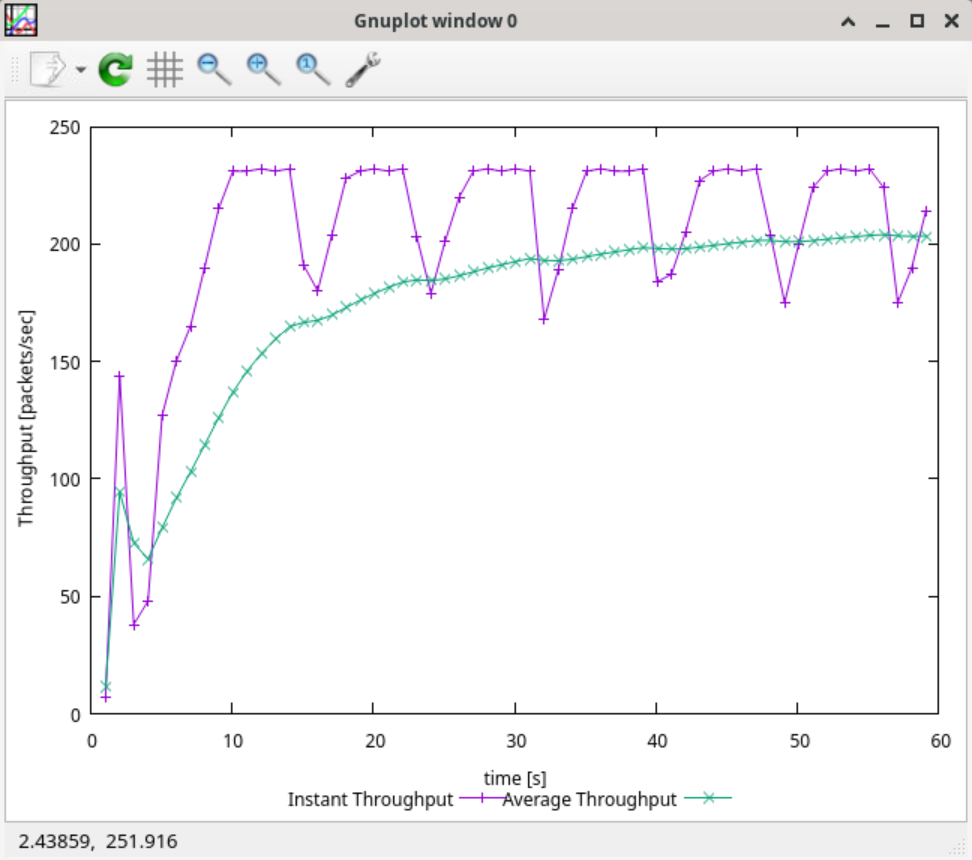 Gnuplot window 0
250
200
150
100
50
0
Throughput [packets/sec]
0 10 20 30 40 50 60
time [s]
Instant Throughput Average Throughput
2.43859, 251.916